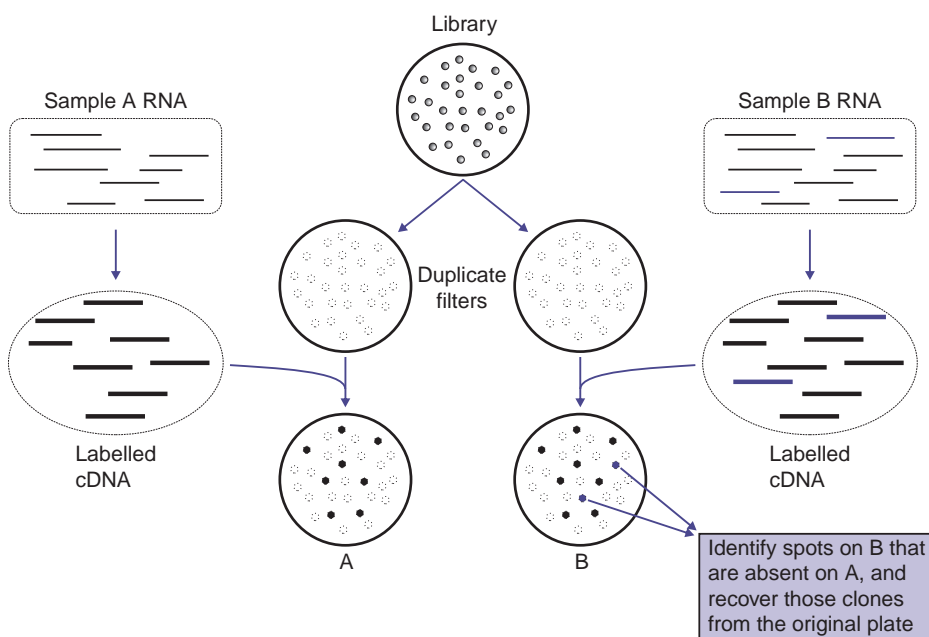 Library
Sample A RNA
Sample B RNA
Duplicate
filters
Labelled
cDNA
Labelled
cDNA
A
B
Identify spots on B that
are absent on A, and
recover those clones
from the original plate